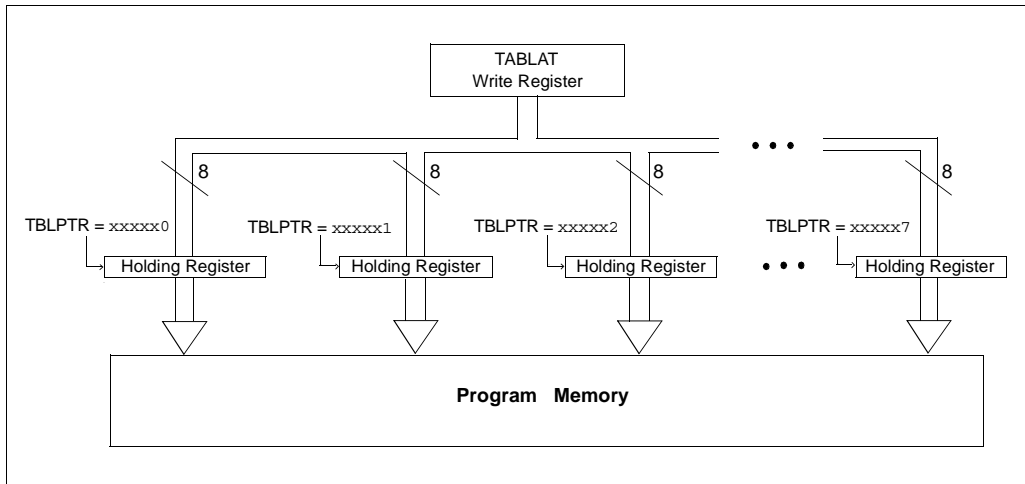 TABLAT
Write Register
8 8 8 8
TBLPTR = xxxxx0 TBLPTR = xxxxx1 TBLPTR = xxxxx2 TBLPTR = xxxxx7
Holding Register Holding Register Holding Register Holding Register
Program Memory